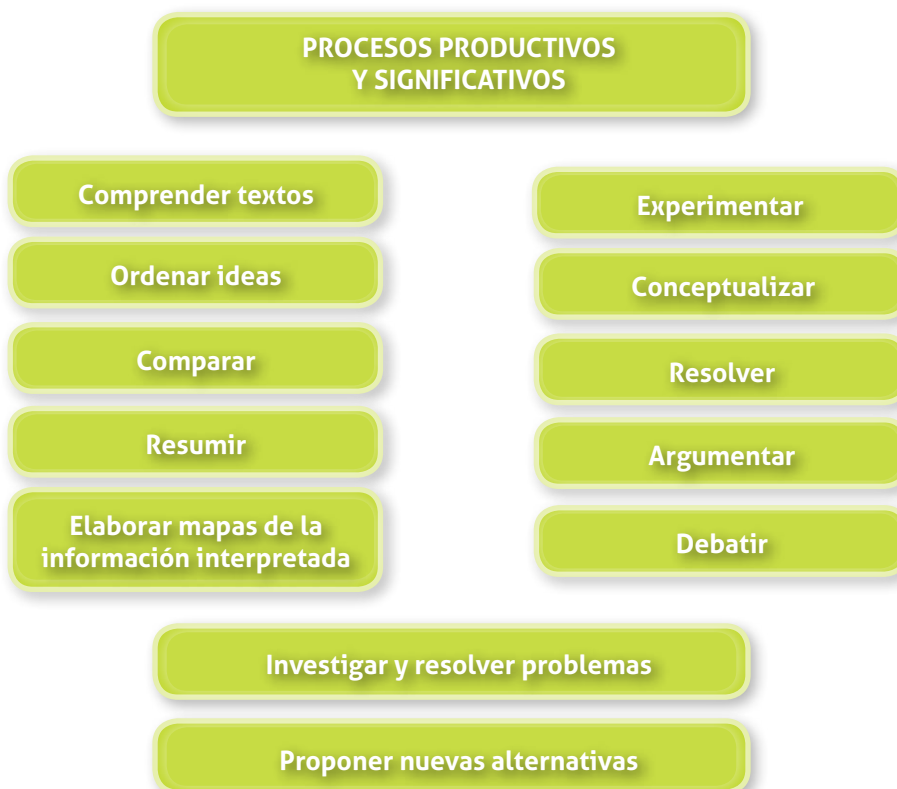 PROCESOS PRODUCTIVOS
Y SIGNIFICATIVOS
Comprender textos
Ordenar ideas
Comparar
Resumir
Elaborar mapas de la
información interpretada
Experimentar
Conceptualizar
Resolver
Argumentar
Debatir
Investigar y resolver problemas
Proponer nuevas alternativas